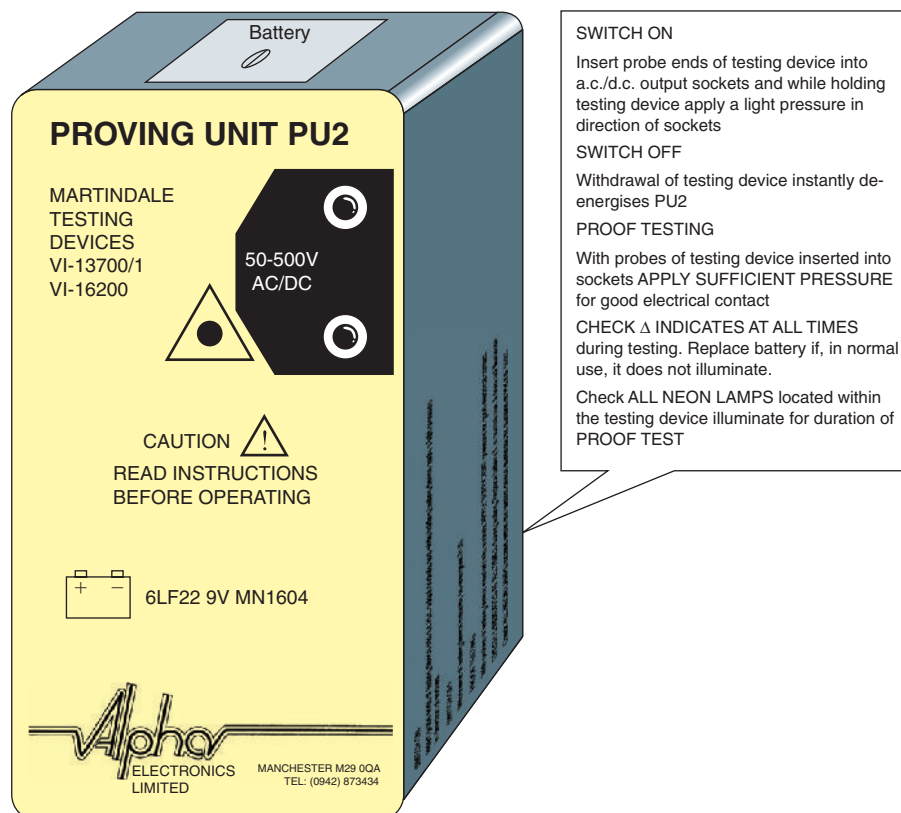 Battery
PROVING UNIT PU2
MARTINDALE
TESTING
DEVICES
VI-13700/1
VI-16200
50-500V
AC/DC
CAUTION
!
READ INSTRUCTIONS
BEFORE OPERATING
+ −
6LF22 9V MN1604
Alpha
ELECTRONICS
LIMITED
MANCHESTER M29 0QA
TEL: (0942) 873434
SWITCH ON
Insert probe ends of testing device into
a.c./d.c. output sockets and while holding
testing device apply a light pressure in
direction of sockets
SWITCH OFF
Withdrawal of testing device instantly de-
energises PU2
PROOF TESTING
With probes of testing device inserted into
sockets APPLY SUFFICIENT PRESSURE
for good electrical contact
CHECK Δ INDICATES AT ALL TIMES
during testing. Replace battery if, in normal
use, it does not illuminate.
Check ALL NEON LAMPS located within
the testing device illuminate for duration of
PROOF TEST